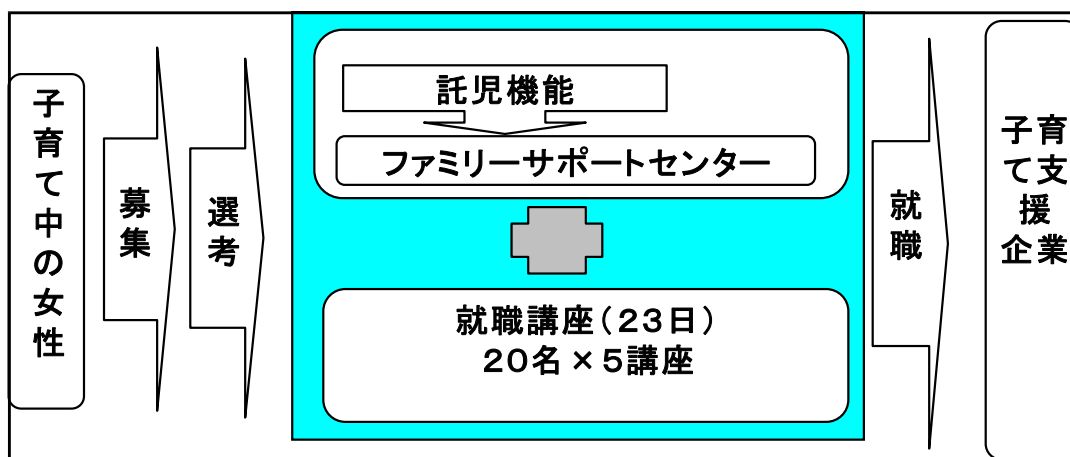 子育て中の女性
募集
選考
託児機能
ファミリーサポートセンター
就職講座(23日)
20名×5講座
就職
子育
て支
援
企業